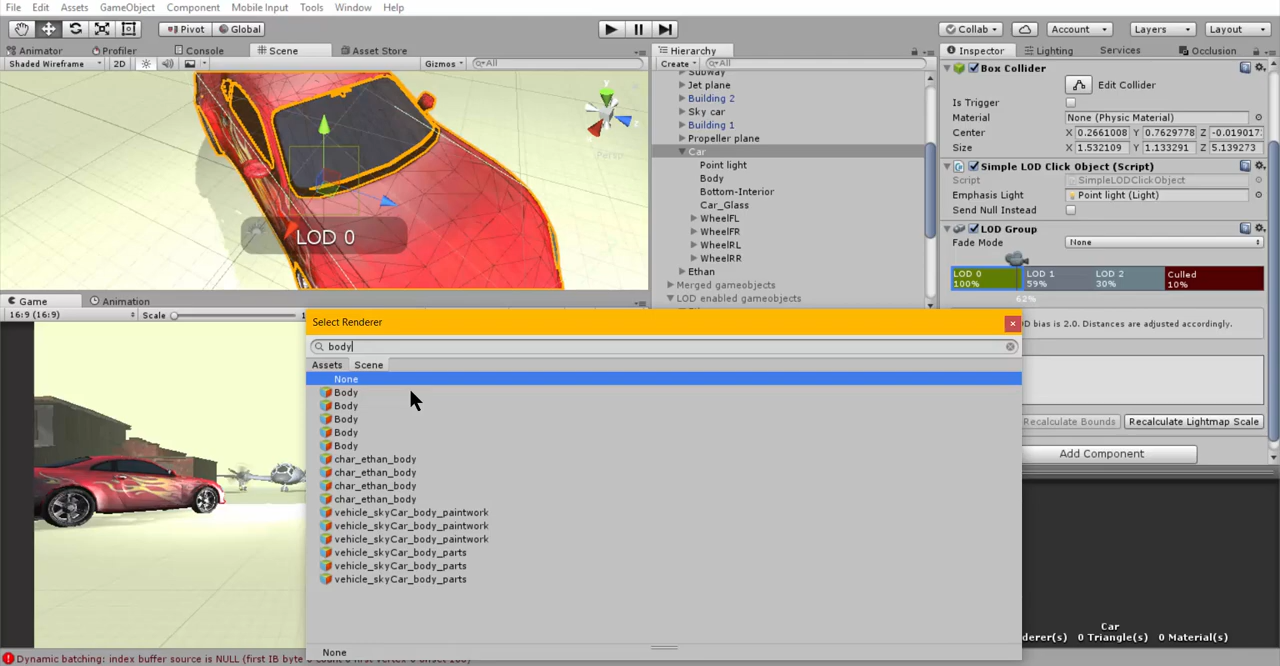 File Edit Assets GameObject Component Mobile Input Tools Window Help
Pivot Global Collab Account Layers Layout
Animator Profiler Console Scene Asset Store
Shaded Wireframe 2D Gizmos All
LOD 0
y
Persp
Hierarchy
Create All
Subway
Jet plane
Building 2
Sky car
Building 1
Propeller plane
Car
Point light
Body
Bottom-Interior
Car_Glass
WheelFL
WheelFR
WheelRL
WheelRR
Ethan
Merged gameobjects
LOD enabled gameobjects
Inspector Lighting Services Occlusion
Box Collider
Edit Collider
Is Trigger
Material None (Physic Material)
Center X 0.2661008 Y 0.7629778 Z -0.019017
Size X 1.532109 Y 1.133291 Z 5.139273
Simple LOD Click Object (Script)
Script SimpleLODClickObject
Emphasis Light Point light (Light)
Send Null Instead
LOD Group
Fade Mode None
LOD 0 LOD 1 LOD 2 Culled
100% 59% 30% 10%
62%
D bias is 2.0. Distances are adjusted accordingly.
Recalculate Bounds Recalculate Lightmap Scale
Add Component
Game Animation
16:9 (16:9) Scale 1
Select Renderer
body
Assets Scene
None
Body
Body
Body
Body
Body
char_ethan_body
char_ethan_body
char_ethan_body
char_ethan_body
vehicle_skyCar_body_paintwork
vehicle_skyCar_body_paintwork
vehicle_skyCar_body_paintwork
vehicle_skyCar_body_parts
vehicle_skyCar_body_parts
vehicle_skyCar_body_parts
None
Car
derer(s) 0 Triangle(s) 0 Material(s)
Dynamic batching: index buffer source is NULL (first IB byte 0 count 0 first vertex 0 offset